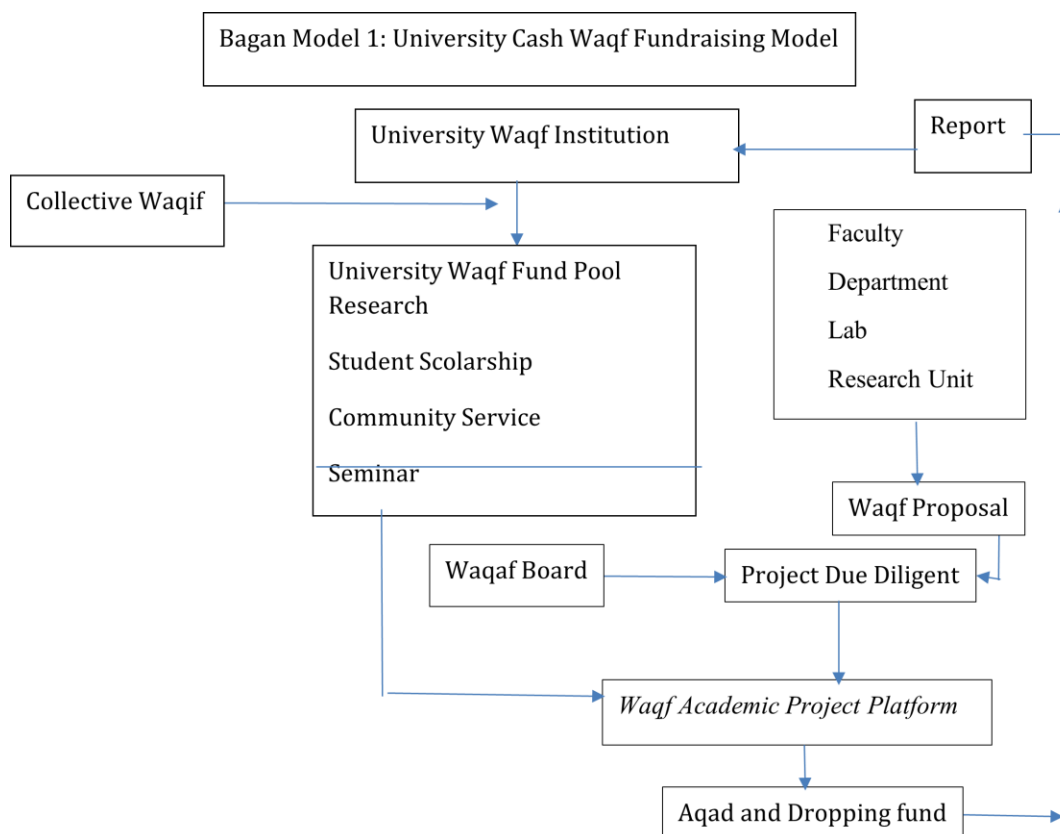 Bagan Model 1: University Cash Waqf Fundraising Model
University Waqf Institution
Report
Collective Waqif
University Waqf Fund Pool
Research
Student Scolarship
Community Service
Seminar
Faculty
Department
Lab
Research Unit
Waqf Proposal
Waqaf Board
Project Due Diligent
Waqf Academic Project Platform
Aqad and Dropping fund